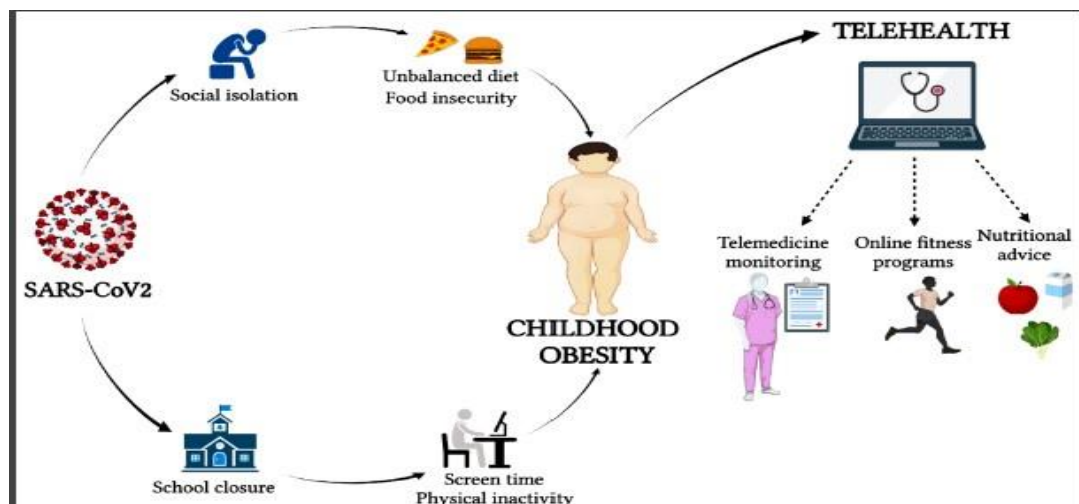 TELEHEALTH
Social isolation
Unbalanced diet
Food insecurity
SARS-CoV2
CHILDHOOD
OBESITY
Telemedicine
monitoring
Online fitness
programs
Nutritional
advice
School closure
Screen time
Physical inactivity